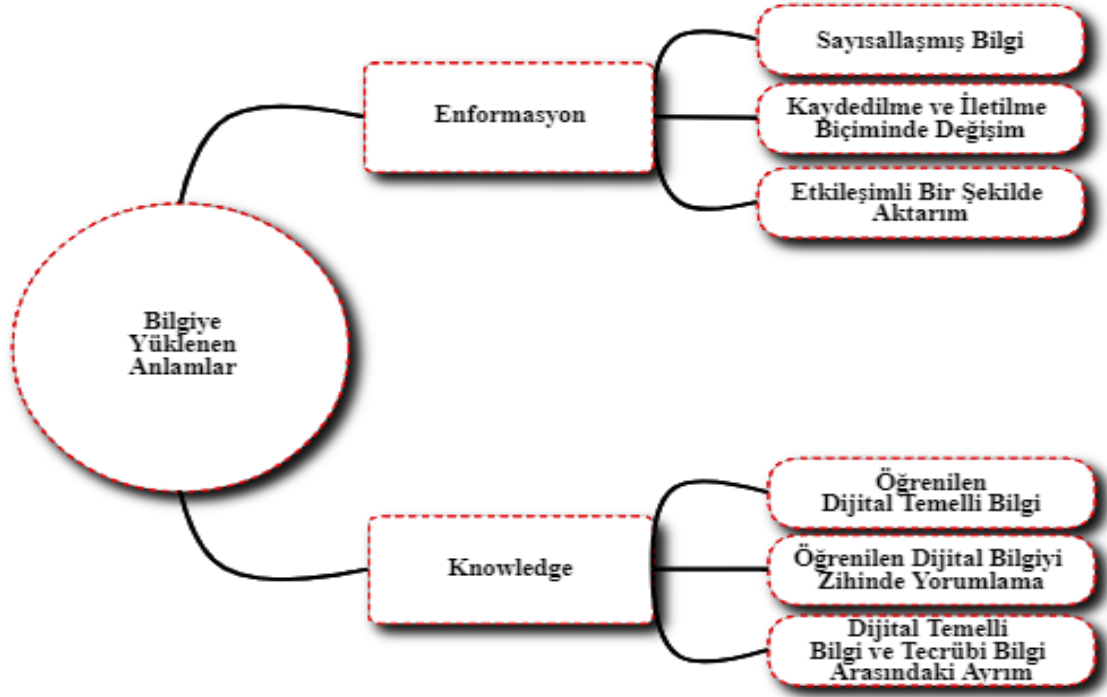 Bilgiye
Yüklenen
Anlamlar
Enformasyon
Sayısallaşmış Bilgi
Kaydedilme ve İletilme
Biçiminde Değişim
Etkileşimli Bir Şekilde
Aktarım
Knowledge
Öğrenilen
Dijital Temelli Bilgi
Öğrenilen Dijital Bilgiyi
Zihinde Yorumlama
Dijital Temelli
Bilgi ve Tecrübi Bilgi
Arasındaki Ayrım